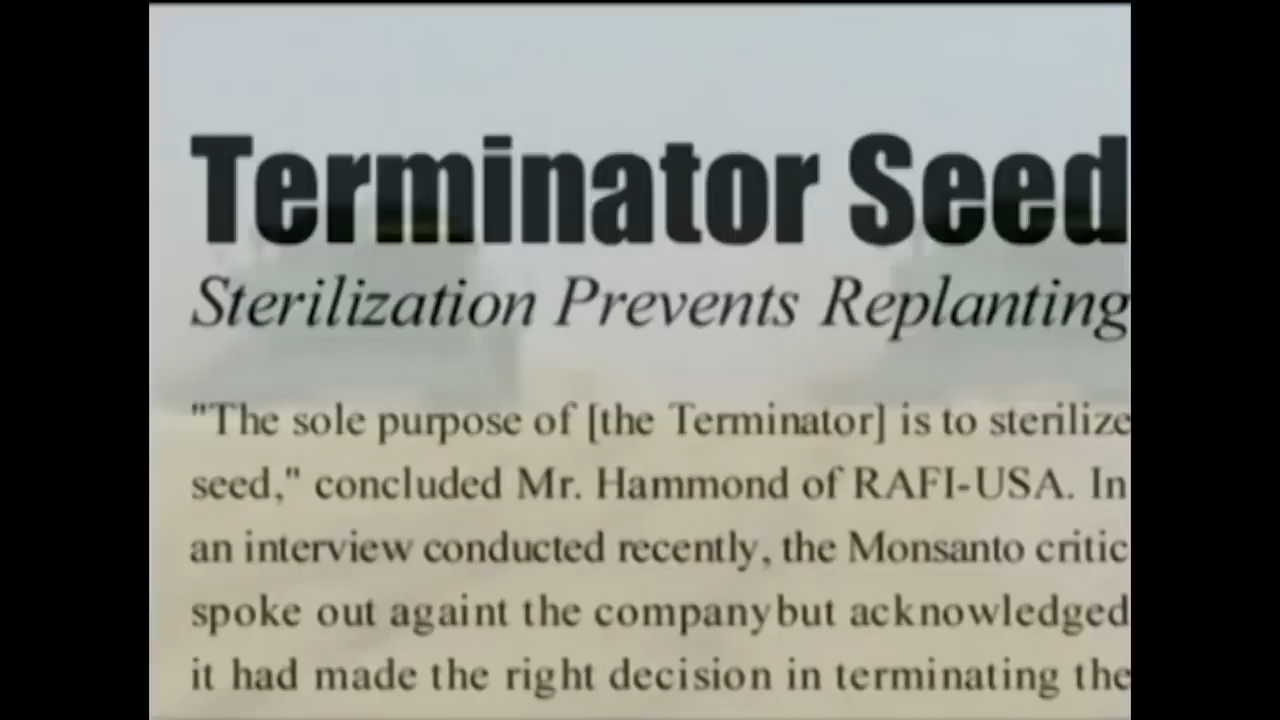 Terminator Seed
Sterilization Prevents Replanting
"The sole purpose of [the Terminator] is to sterilize
seed," concluded Mr. Hammond of RAFI-USA. In
an interview conducted recently, the Monsanto critic
spoke out againt the companybut acknowledged
it had made the right decision in terminating the